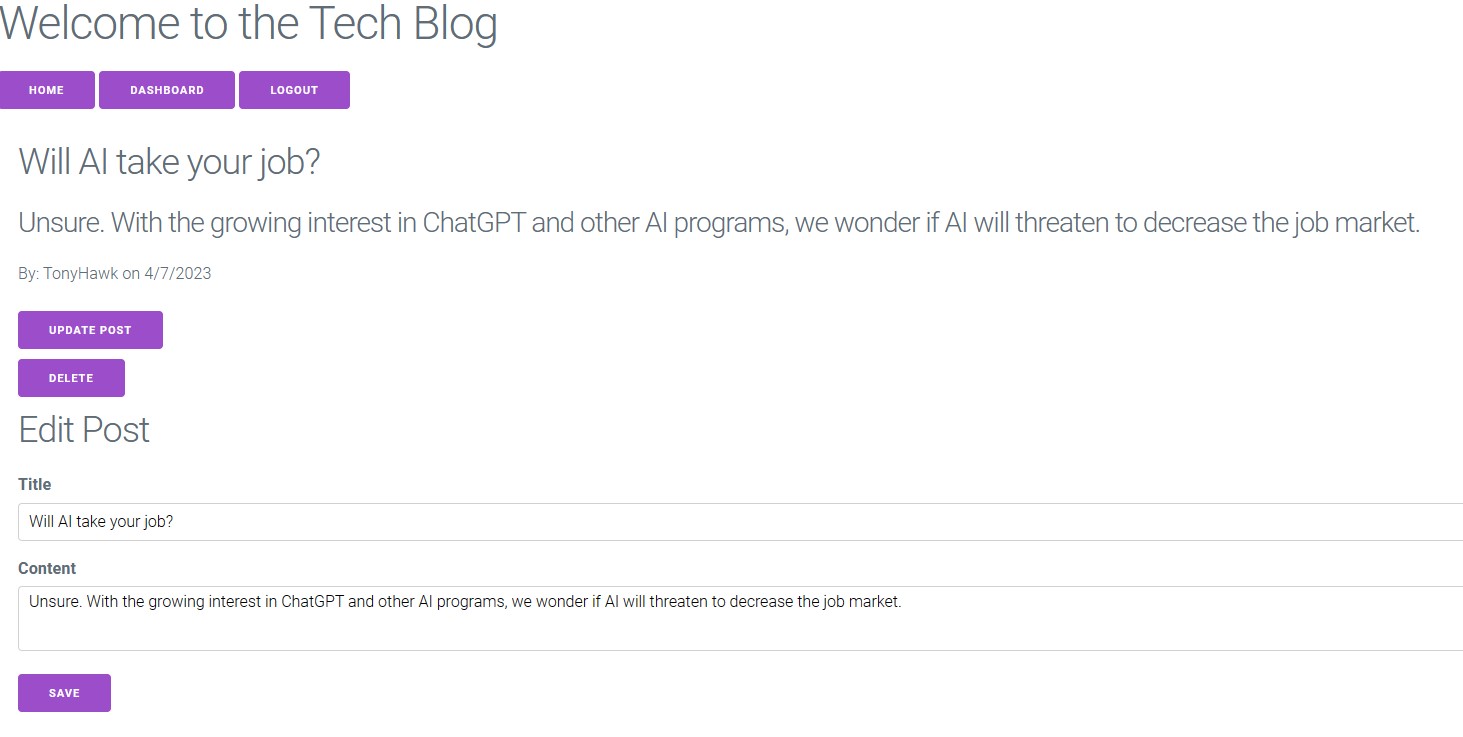 Welcome to the Tech Blog
HOME DASHBOARD LOGOUT
Will AI take your job?
Unsure. With the growing interest in ChatGPT and other AI programs, we wonder if AI will threaten to decrease the job market.
By: TonyHawk on 4/7/2023
UPDATE POST
DELETE
Edit Post
Title
Will AI take your job?
Content
Unsure. With the growing interest in ChatGPT and other AI programs, we wonder if AI will threaten to decrease the job market.
SAVE